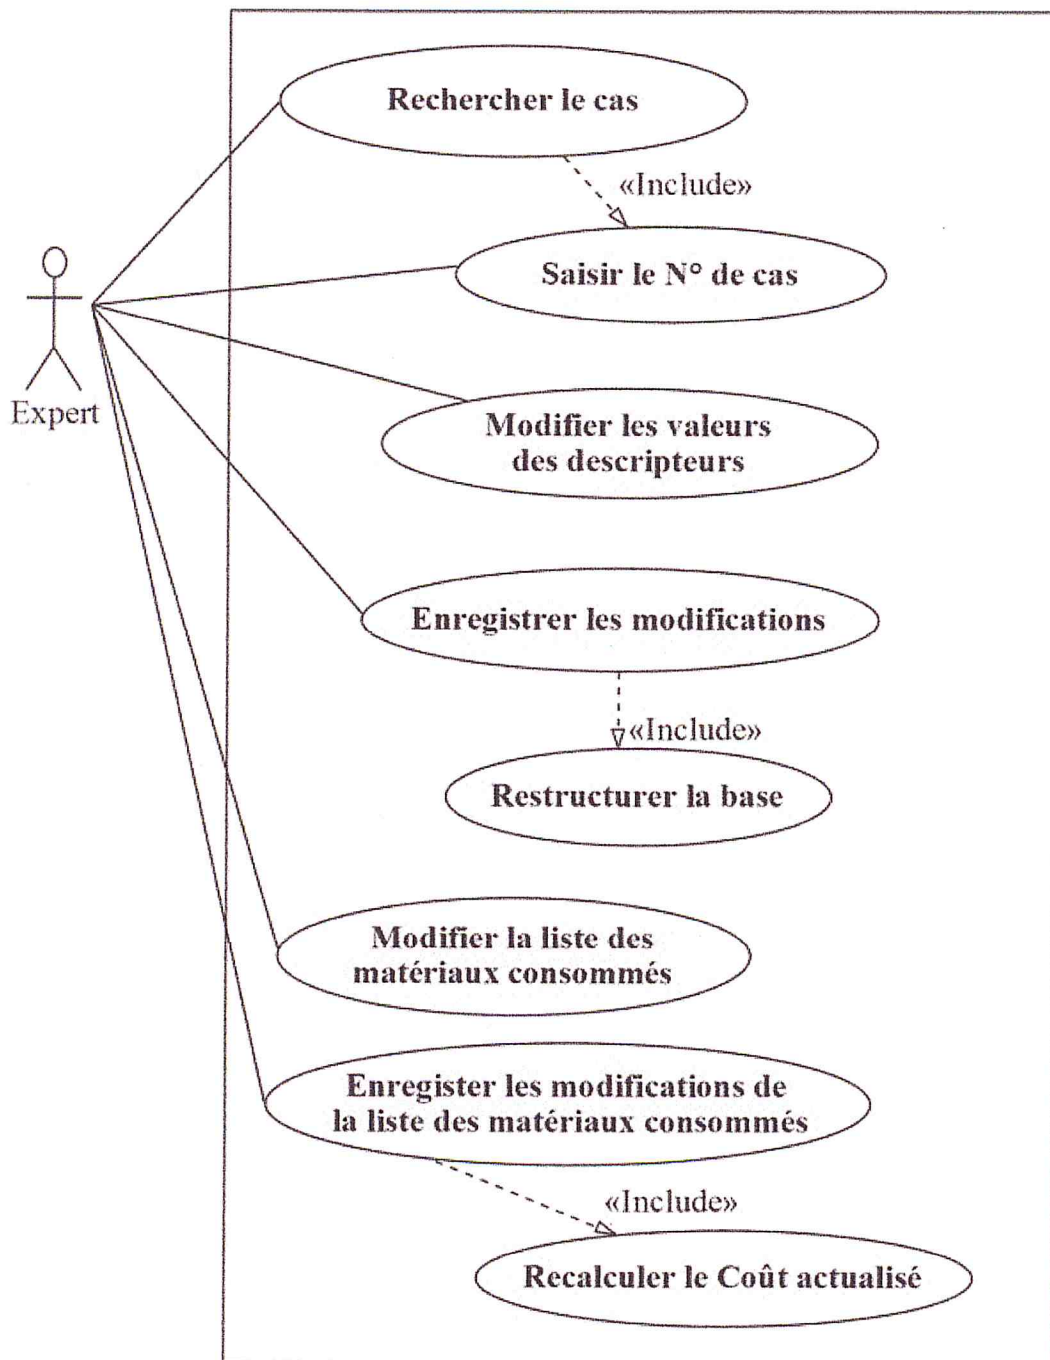 Rechercher le cas
«Include»
Saisir le N° de cas
Expert
Modifier les valeurs
des descripteurs
Enregistrer les modifications
«Include»
Restructurer la base
Modifier la liste des
matériaux consommés
Enregister les modifications de
la liste des matériaux consommés
«Include»
Recalculer le Coût actualisé